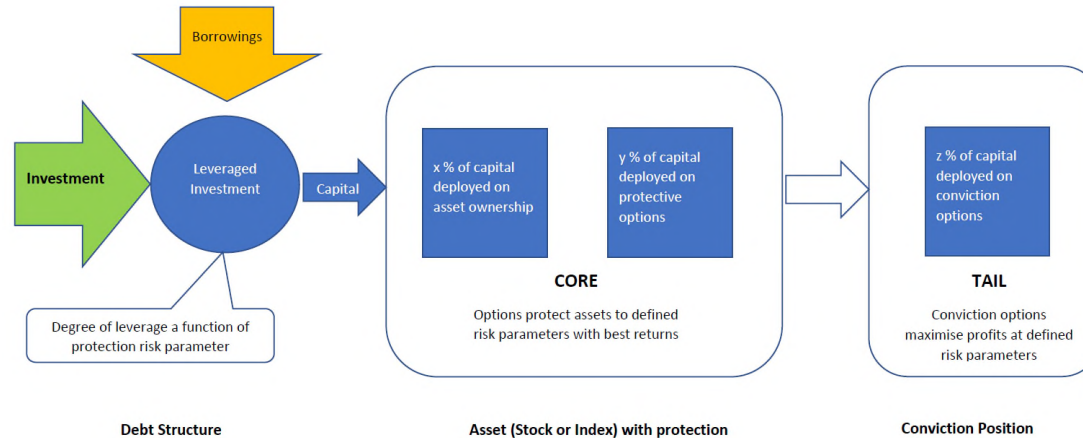 Borrowings
Investment
Leveraged
Investment
Capital
x % of capital
deployed on
asset ownership
y % of capital
deployed on
protective
options
z % of capital
deployed on
conviction
options
CORE
TAIL
Options protect assets to defined
risk parameters with best returns
Conviction options
maximise profits at defined
risk parameters
Degree of leverage a function of
protection risk parameter
Debt Structure
Asset (Stock or Index) with protection
Conviction Position